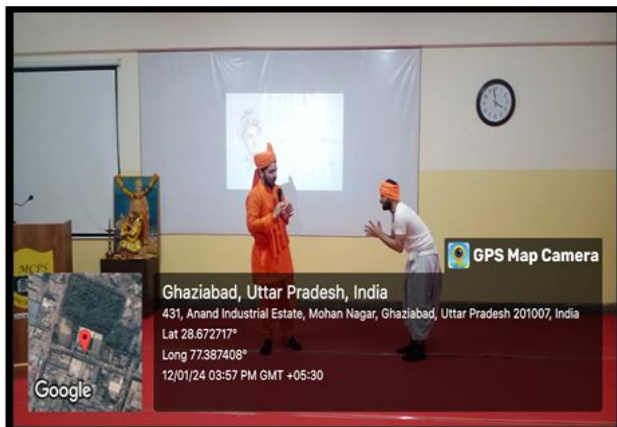 MCPS
GPS Map Camera
Ghaziabad, Uttar Pradesh, India
431, Anand Industrial Estate, Mohan Nagar, Ghaziabad, Uttar Pradesh 201007, India
Lat 28.672717°
Long 77.387408°
12/01/24 03:57 PM GMT +05:30
Google